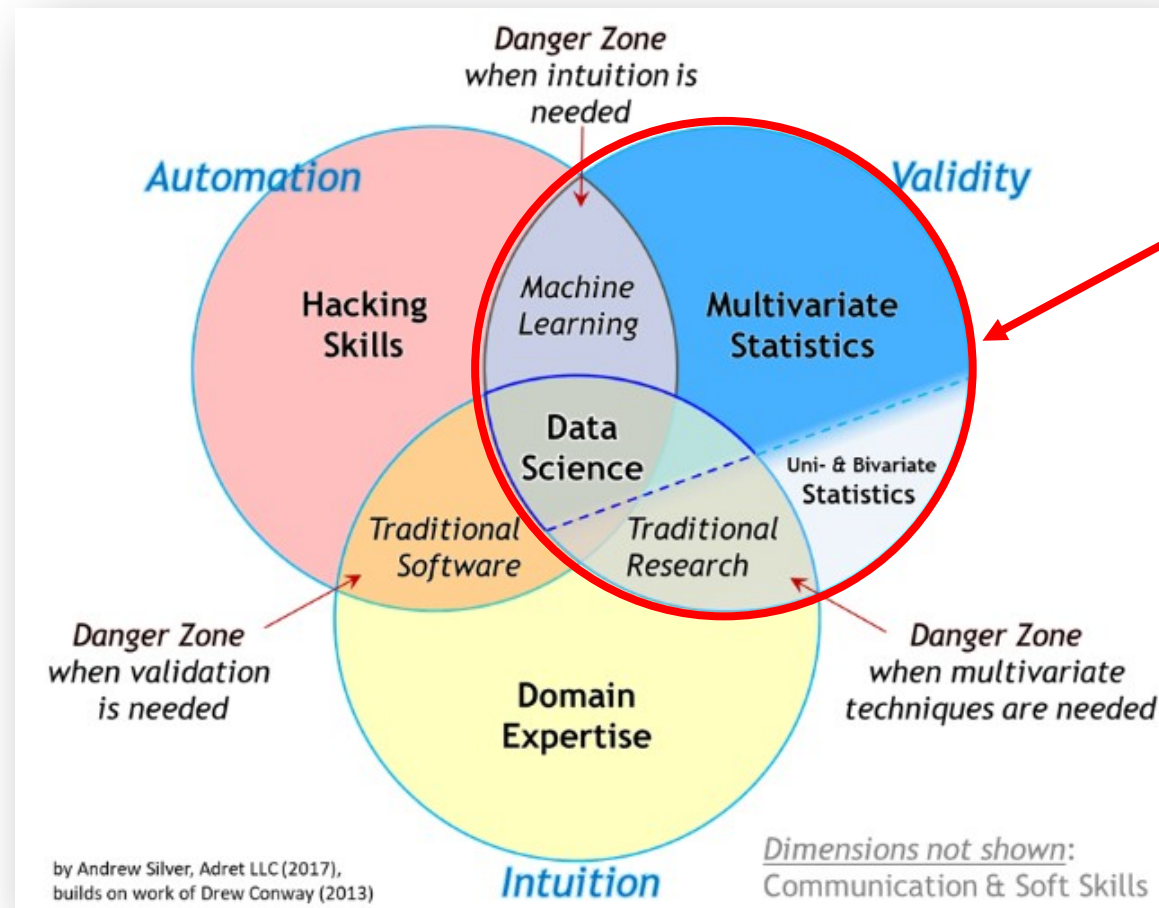 Danger Zone
when intuition is
needed
Automation
Validity
Machine
Learning
Hacking
Skills
Multivariate
Statistics
Data
Science
Uni- & Bivariate
Statistics
Traditional
Software
Traditional
Research
Danger Zone
when validation
is needed
Danger Zone
when multivariate
techniques are needed
Domain
Expertise
by Andrew Silver, Adret LLC (2017),
builds on work of Drew Conway (2013)
Intuition
Dimensions not shown:
Communication & Soft Skills